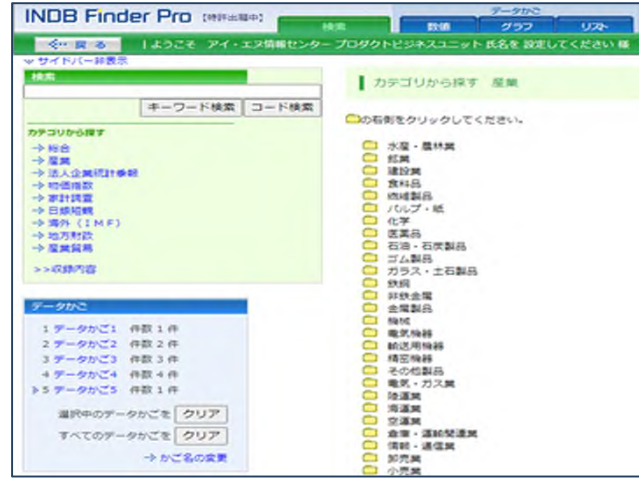 INDB Finder Pro 【特許出願中】
データかご
検索 数値 グラフ リスト
戻 る
| ようこそ アイ・エヌ情報センター プロダクトビジネスユニット 氏名を 設定してください 様
サイドバー非表示
検索
キーワード検索 コード検索
カテゴリから探す
総合
産業
法人企業統計季報
物価指数
家計調査
日銀短観
海外（IMF）
地方財政
産業貿易
>>収録内容
データかご
1 データかご1 件数 1 件
2 データかご2 件数 2 件
3 データかご3 件数 3 件
4 データかご4 件数 4 件
5 データかご5 件数 1 件
選択中のデータかごを クリア
すべてのデータかごを クリア
かご名の変更
カテゴリから探す 産業
の右側をクリックしてください。
水産・農林業
鉱業
建設業
食料品
繊維製品
パルプ・紙
化学
医薬品
石油・石炭製品
ゴム製品
ガラス・土石製品
鉄鋼
非鉄金属
金属製品
機械
電気機器
輸送用機器
精密機器
その他製品
電気・ガス業
陸運業
海運業
空運業
倉庫・運輸関連業
情報・通信業
卸売業
小売業